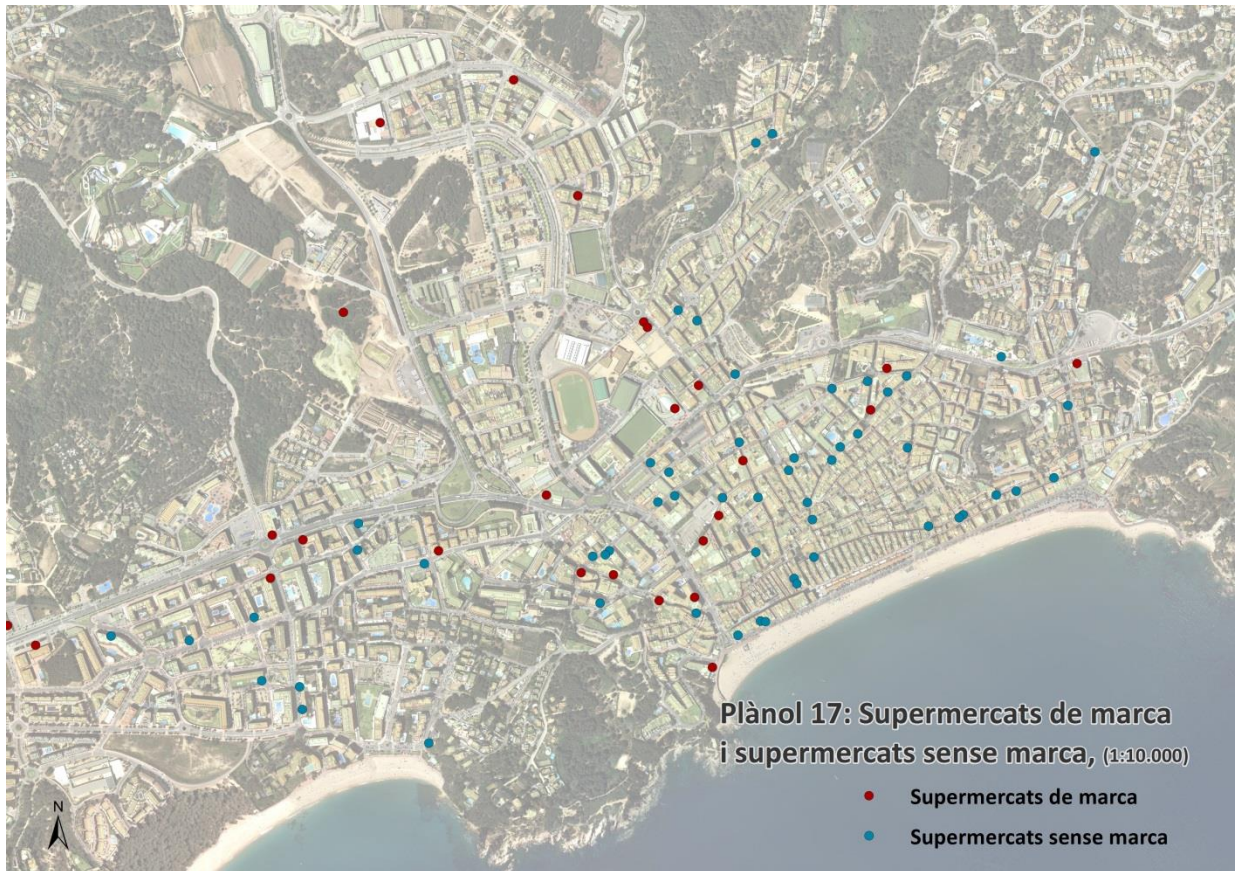 Plànol 17: Supermercats de marca
i supermercats sense marca, (1:10.000)
Supermercats de marca
Supermercats sense marca
N